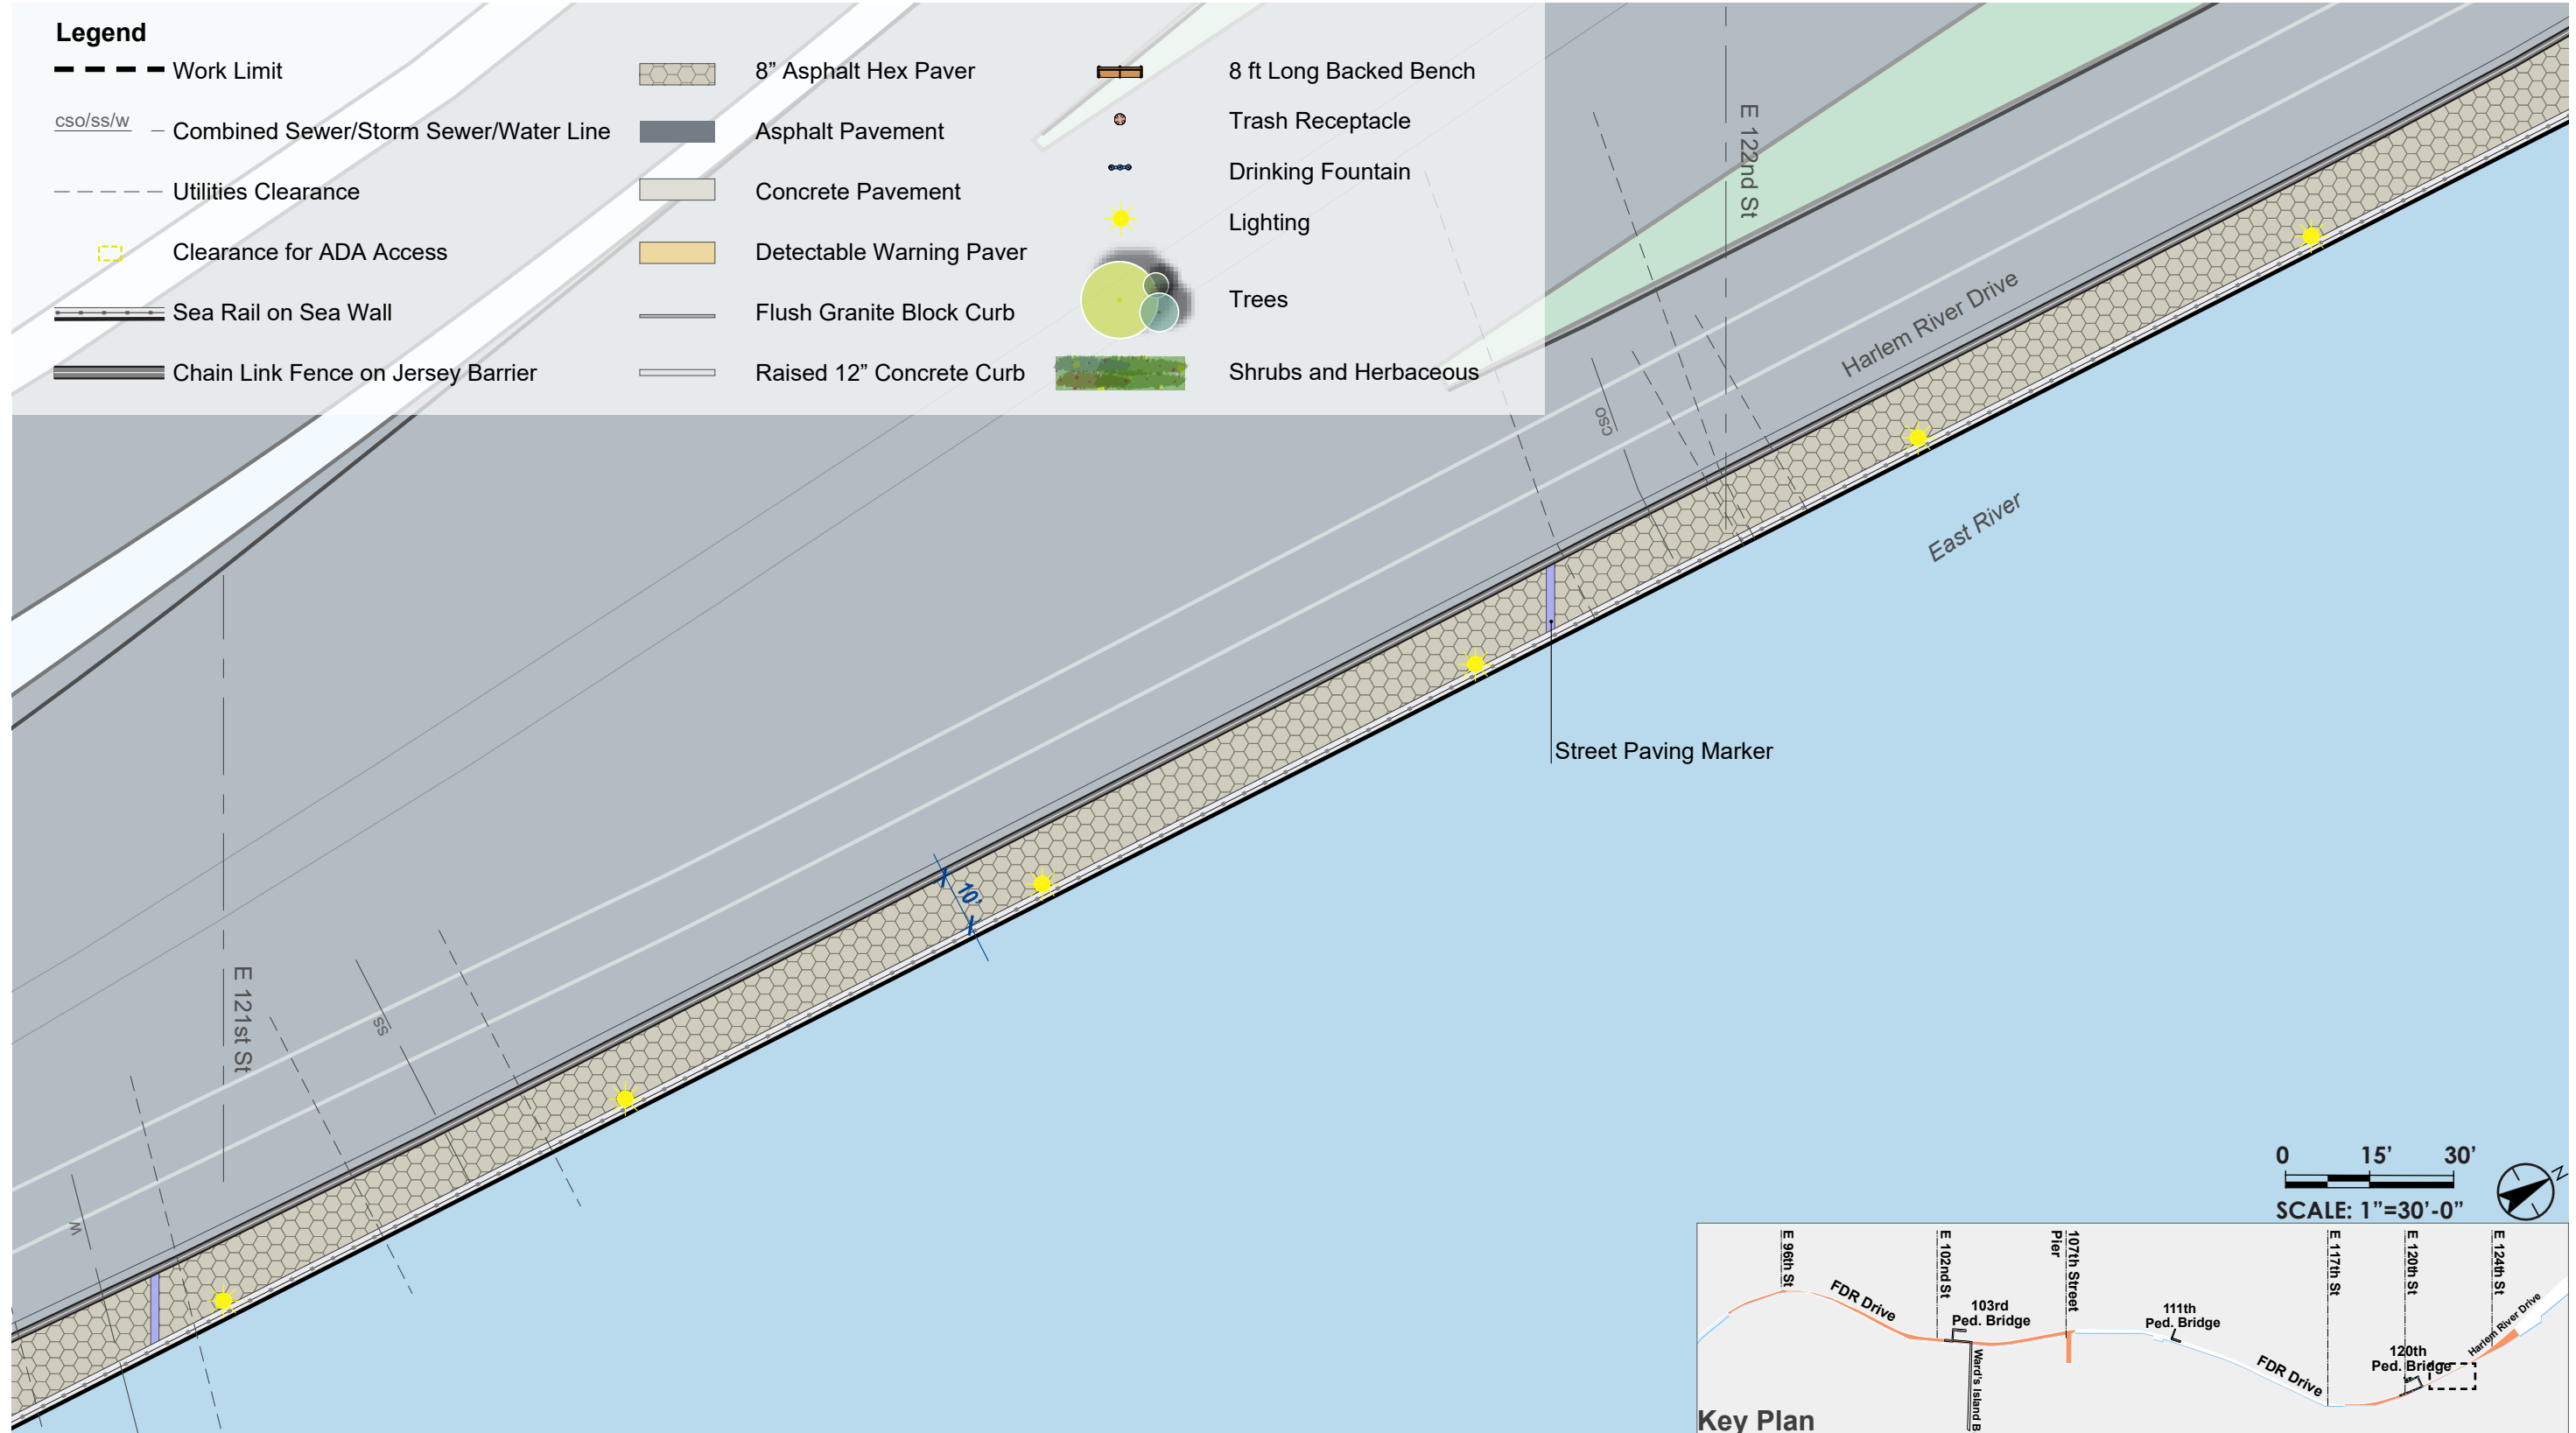 Legend
Work Limit
cso/ss/w
Combined Sewer/Storm Sewer/Water Line
Utilities Clearance
Clearance for ADA Access
Sea Rail on Sea Wall
Chain Link Fence on Jersey Barrier
8” Asphalt Hex Paver
Asphalt Pavement
Concrete Pavement
Detectable Warning Paver
Flush Granite Block Curb
Raised 12” Concrete Curb
8 ft Long Backed Bench
Trash Receptacle
Drinking Fountain
Lighting
Trees
Shrubs and Herbaceous
E 122nd St
Harlem River Drive
cso
East River
Street Paving Marker
10’
E 121st St
ss
w
0 15’ 30’
SCALE: 1”=30’-0”
N
E 96th St
FDR Drive
E 102nd St
103rd
Ped. Bridge
Ward's Island B
107th Street
Pier
111th
Ped. Bridge
FDR Drive
E 117th St
E 120th St
120th
Ped. Bridge
E 124th St
Harlem River Drive
Key Plan